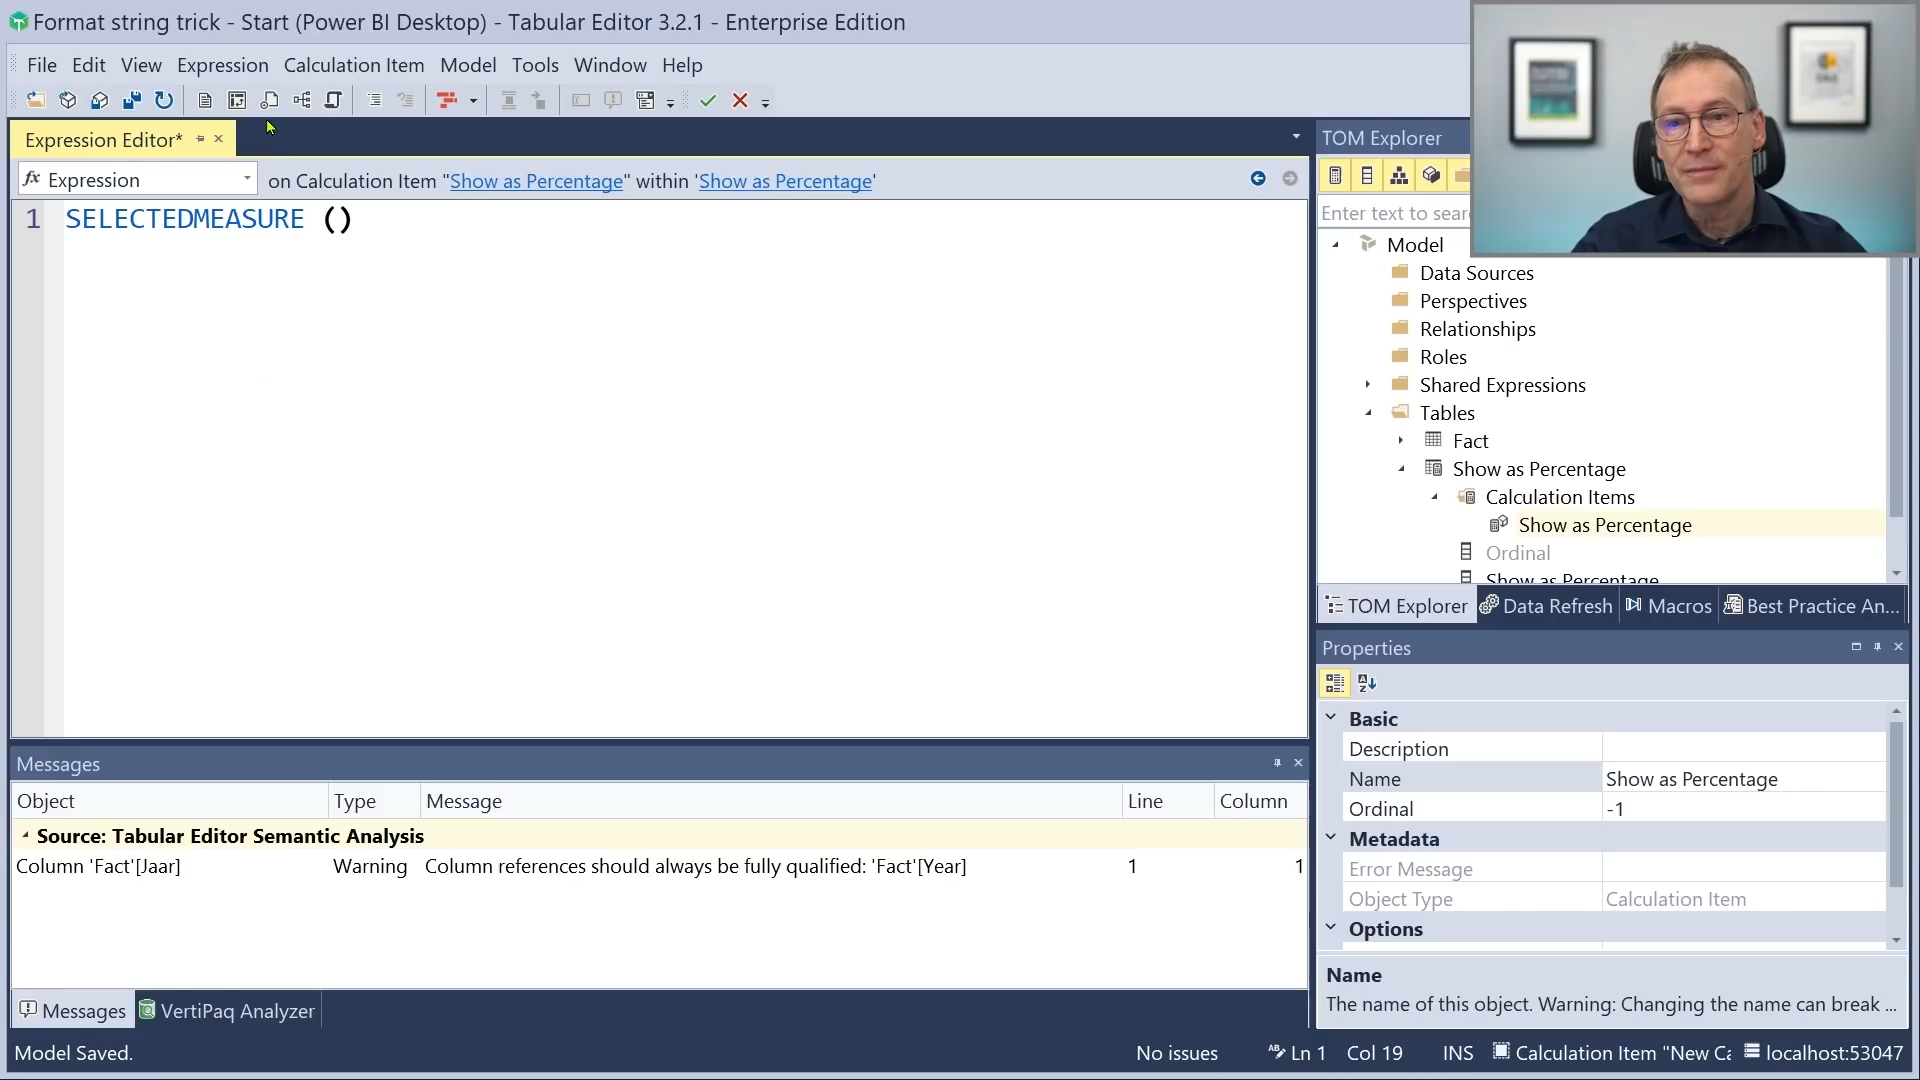 Format string trick - Start (Power BI Desktop) - Tabular Editor 3.2.1 - Enterprise Edition
File Edit View Expression Calculation Item Model Tools Window Help
Expression Editor*
fx Expression on Calculation Item "Show as Percentage" within 'Show as Percentage'
1 SELECTEDMEASURE ()
TOM Explorer
Enter text to sear
Model
Data Sources
Perspectives
Relationships
Roles
Shared Expressions
Tables
Fact
Show as Percentage
Calculation Items
Show as Percentage
Ordinal
Show as Percentage
TOM Explorer Data Refresh Macros Best Practice An...
Properties
Basic
Description
Name Show as Percentage
Ordinal -1
Metadata
Error Message
Object Type Calculation Item
Options
Name
The name of this object. Warning: Changing the name can break ...
Messages
Object Type Message Line Column
Source: Tabular Editor Semantic Analysis
Column 'Fact'[Jaar] Warning Column references should always be fully qualified: 'Fact'[Year] 1 1
Messages VertiPaq Analyzer
Model Saved. No issues Ln 1 Col 19 INS Calculation Item "New Ca localhost:53047